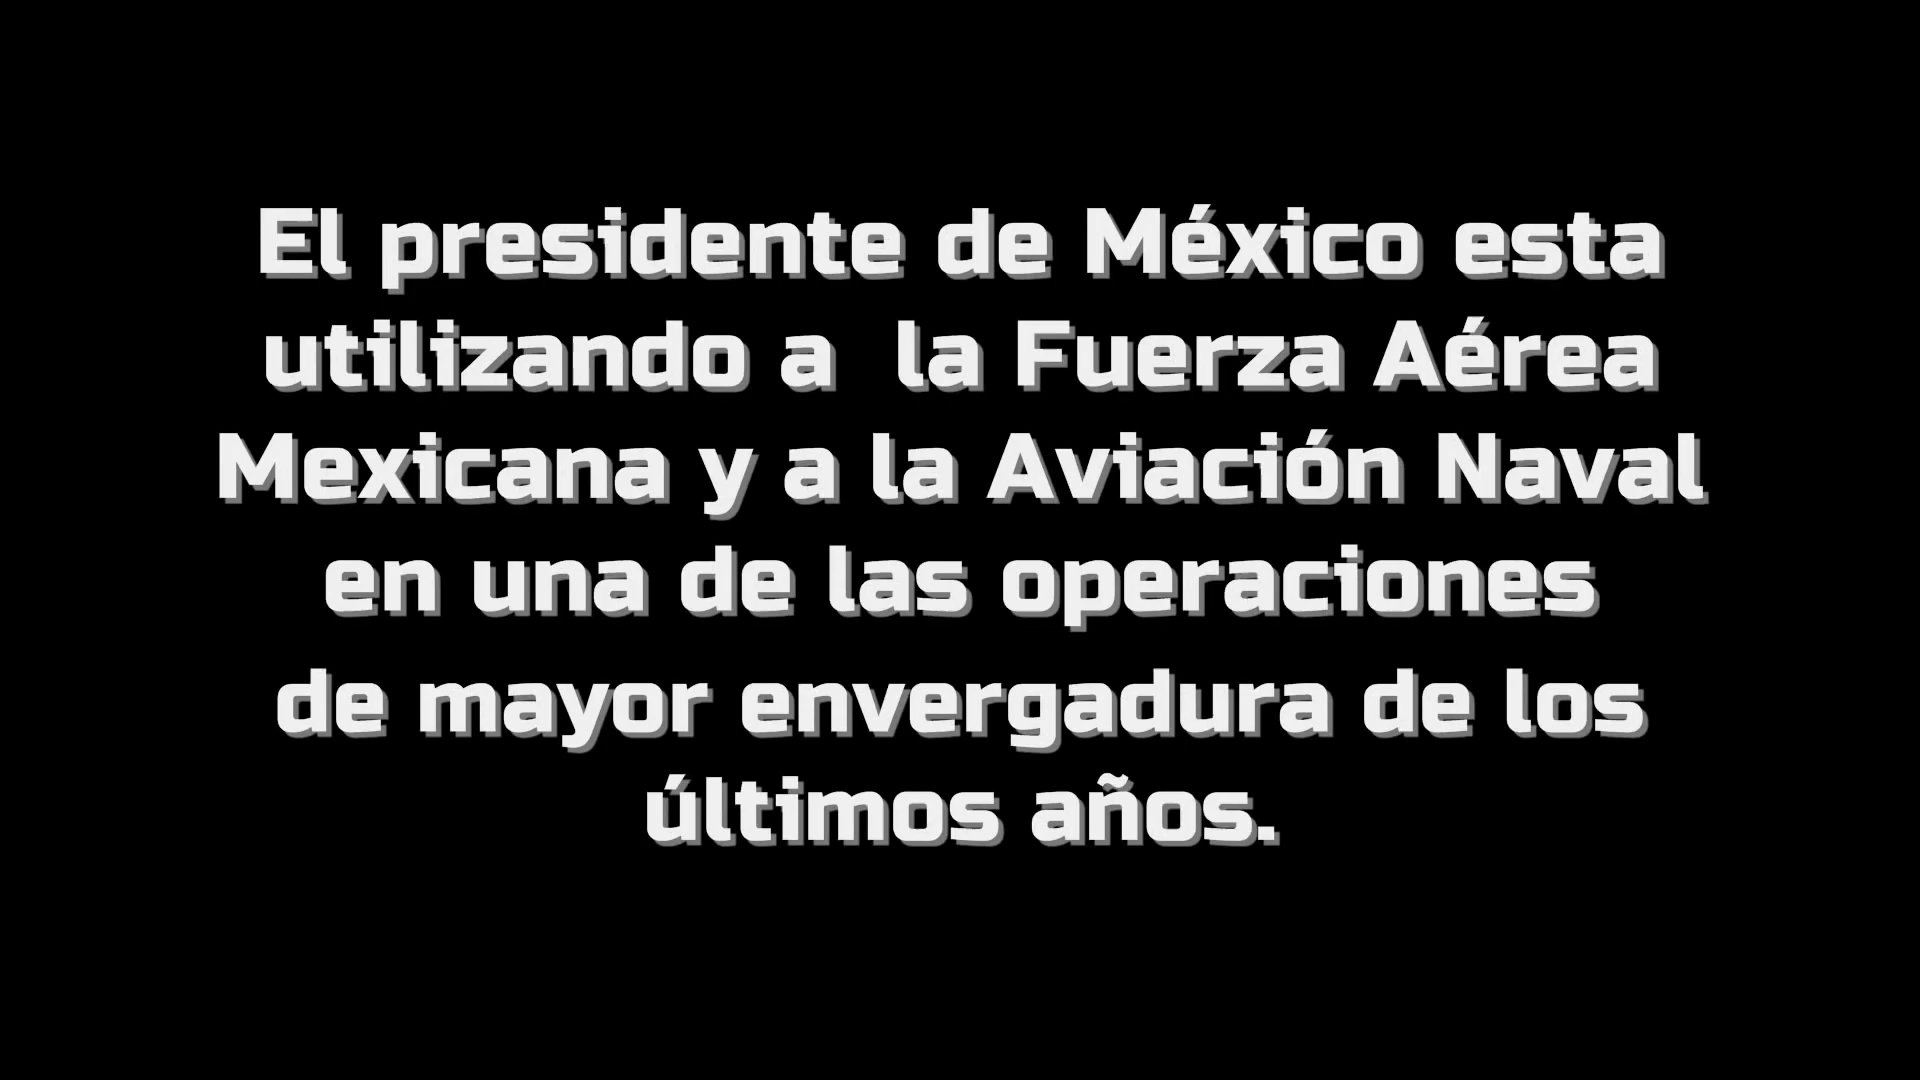 El presidente de México esta
utilizando a  la Fuerza Aérea
Mexicana y a la Aviación Naval
en una de las operaciones
de mayor envergadura de los
últimos años.